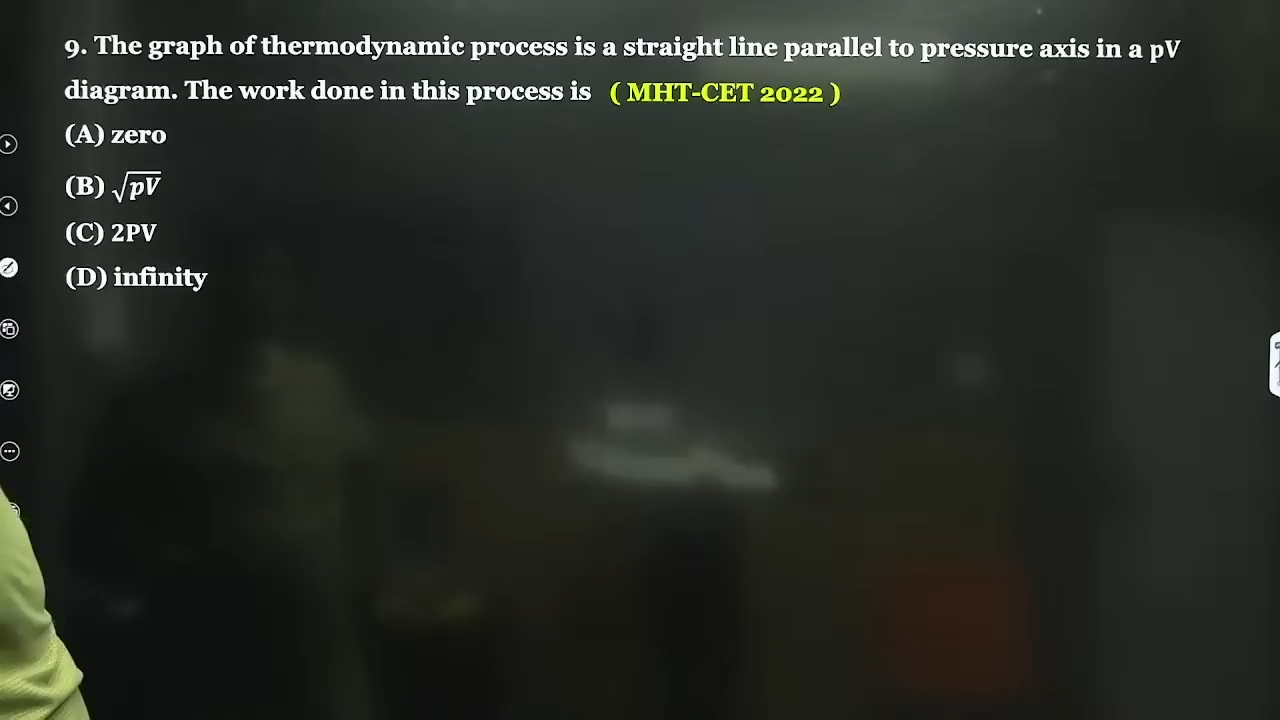 9. The graph of thermodynamic process is a straight line parallel to pressure axis in a pV
diagram. The work done in this process is ( MHT-CET 2022 )
(A) zero
(B) √pV
(C) 2PV
(D) infinity